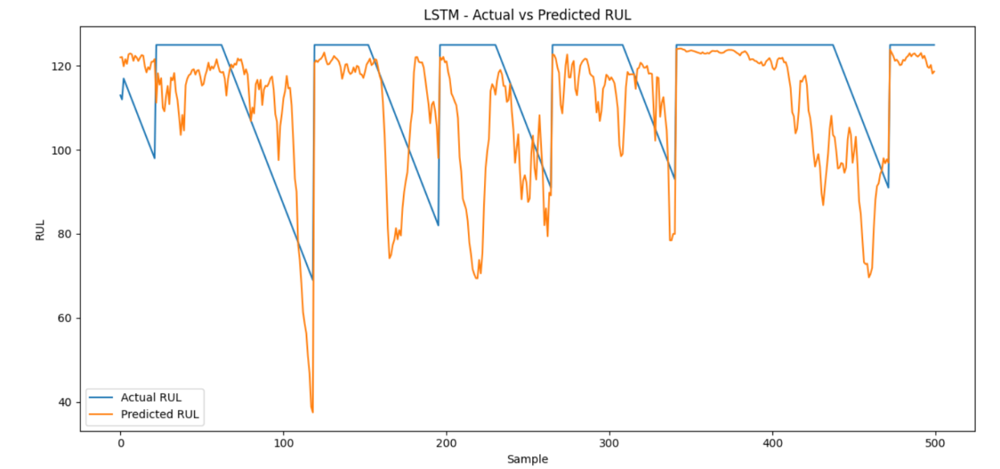 LSTM - Actual vs Predicted RUL
120
100
80
60
40
RUL
Actual RUL
Predicted RUL
0 100 200 300 400 500
Sample